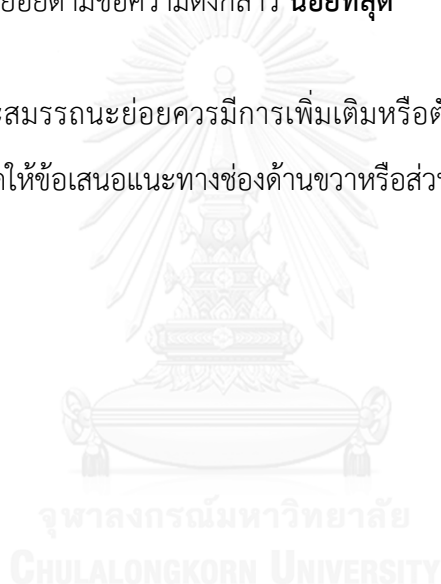 ย่อยตามข้อความดังกล่าว น้อยที่สุด
ะสมรรถนะย่อยควรมีการเพิ่มเติมหรือตั
ให้ข้อเสนอแนะทางช่องด้านขวาหรือส่ว
จุฬาลงกรณ์มหาวิทยาลัย
CHULALONGKORN UNIVERSITY